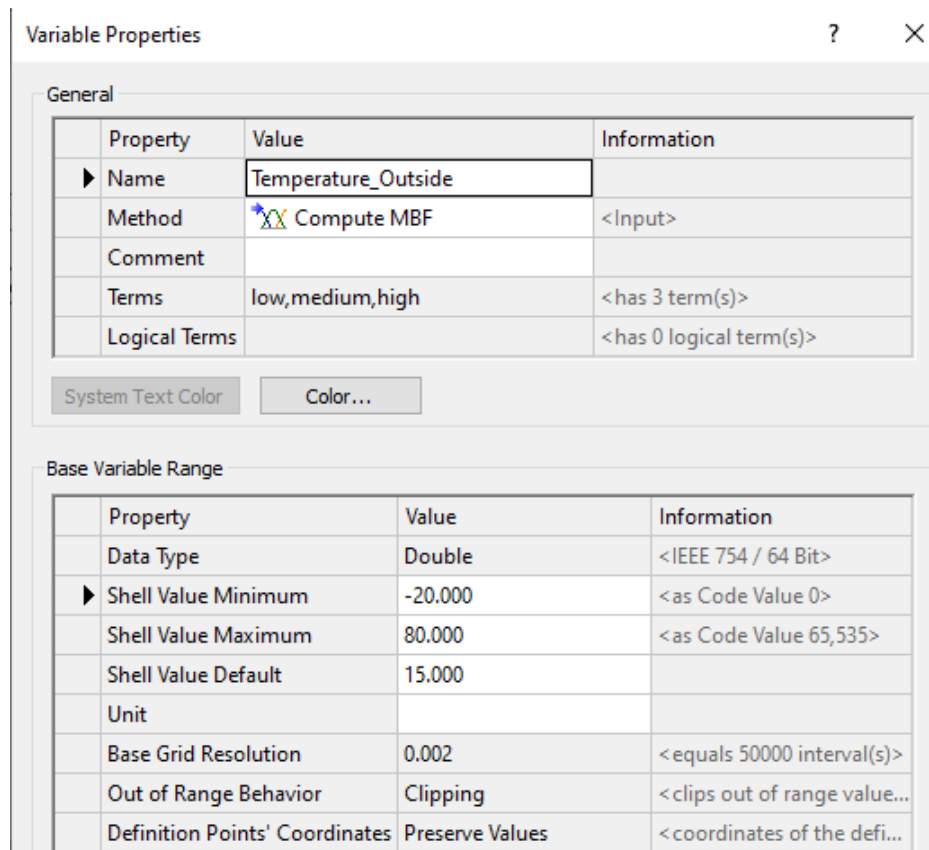 Variable Properties ? ×
General
Property Value Information
Name Temperature_Outside
Method Compute MBF <Input>
Comment
Terms low,medium,high <has 3 term(s)>
Logical Terms <has 0 logical term(s)>
System Text Color Color...
Base Variable Range
Property Value Information
Data Type Double <IEEE 754 / 64 Bit>
Shell Value Minimum -20.000 <as Code Value 0>
Shell Value Maximum 80.000 <as Code Value 65,535>
Shell Value Default 15.000
Unit
Base Grid Resolution 0.002 <equals 50000 interval(s)>
Out of Range Behavior Clipping <clips out of range value...
Definition Points' Coordinates Preserve Values <coordinates of the defi...